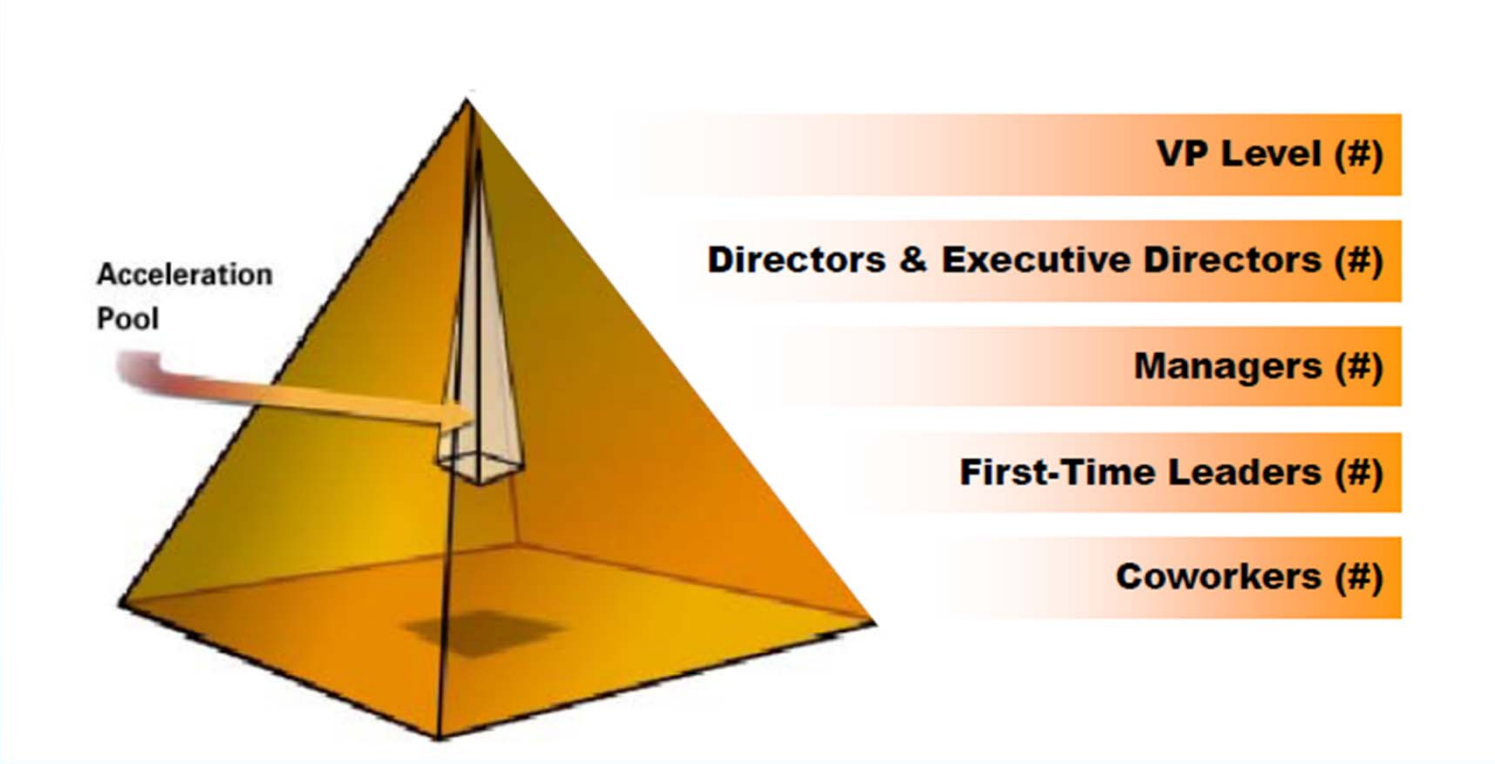 VP Level (#)
Directors & Executive Directors (#)
Acceleration
Pool
Managers (#)
First-Time Leaders (#)
Coworkers (#)